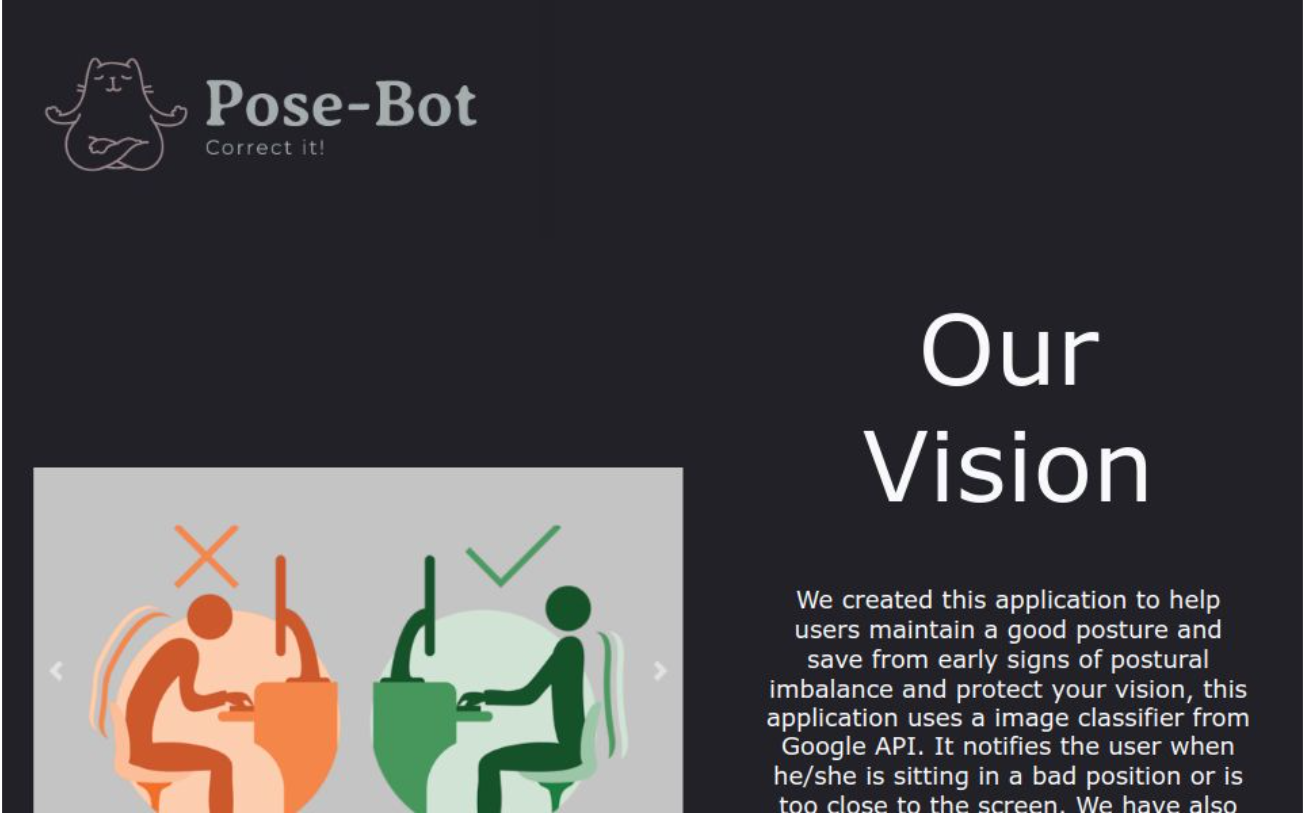 Pose-Bot
Correct it!
Our
Vision
We created this application to help
users maintain a good posture and
save from early signs of postural
imbalance and protect your vision, this
application uses a image classifier from
Google API. It notifies the user when
he/she is sitting in a bad position or is
too close to the screen. We have also